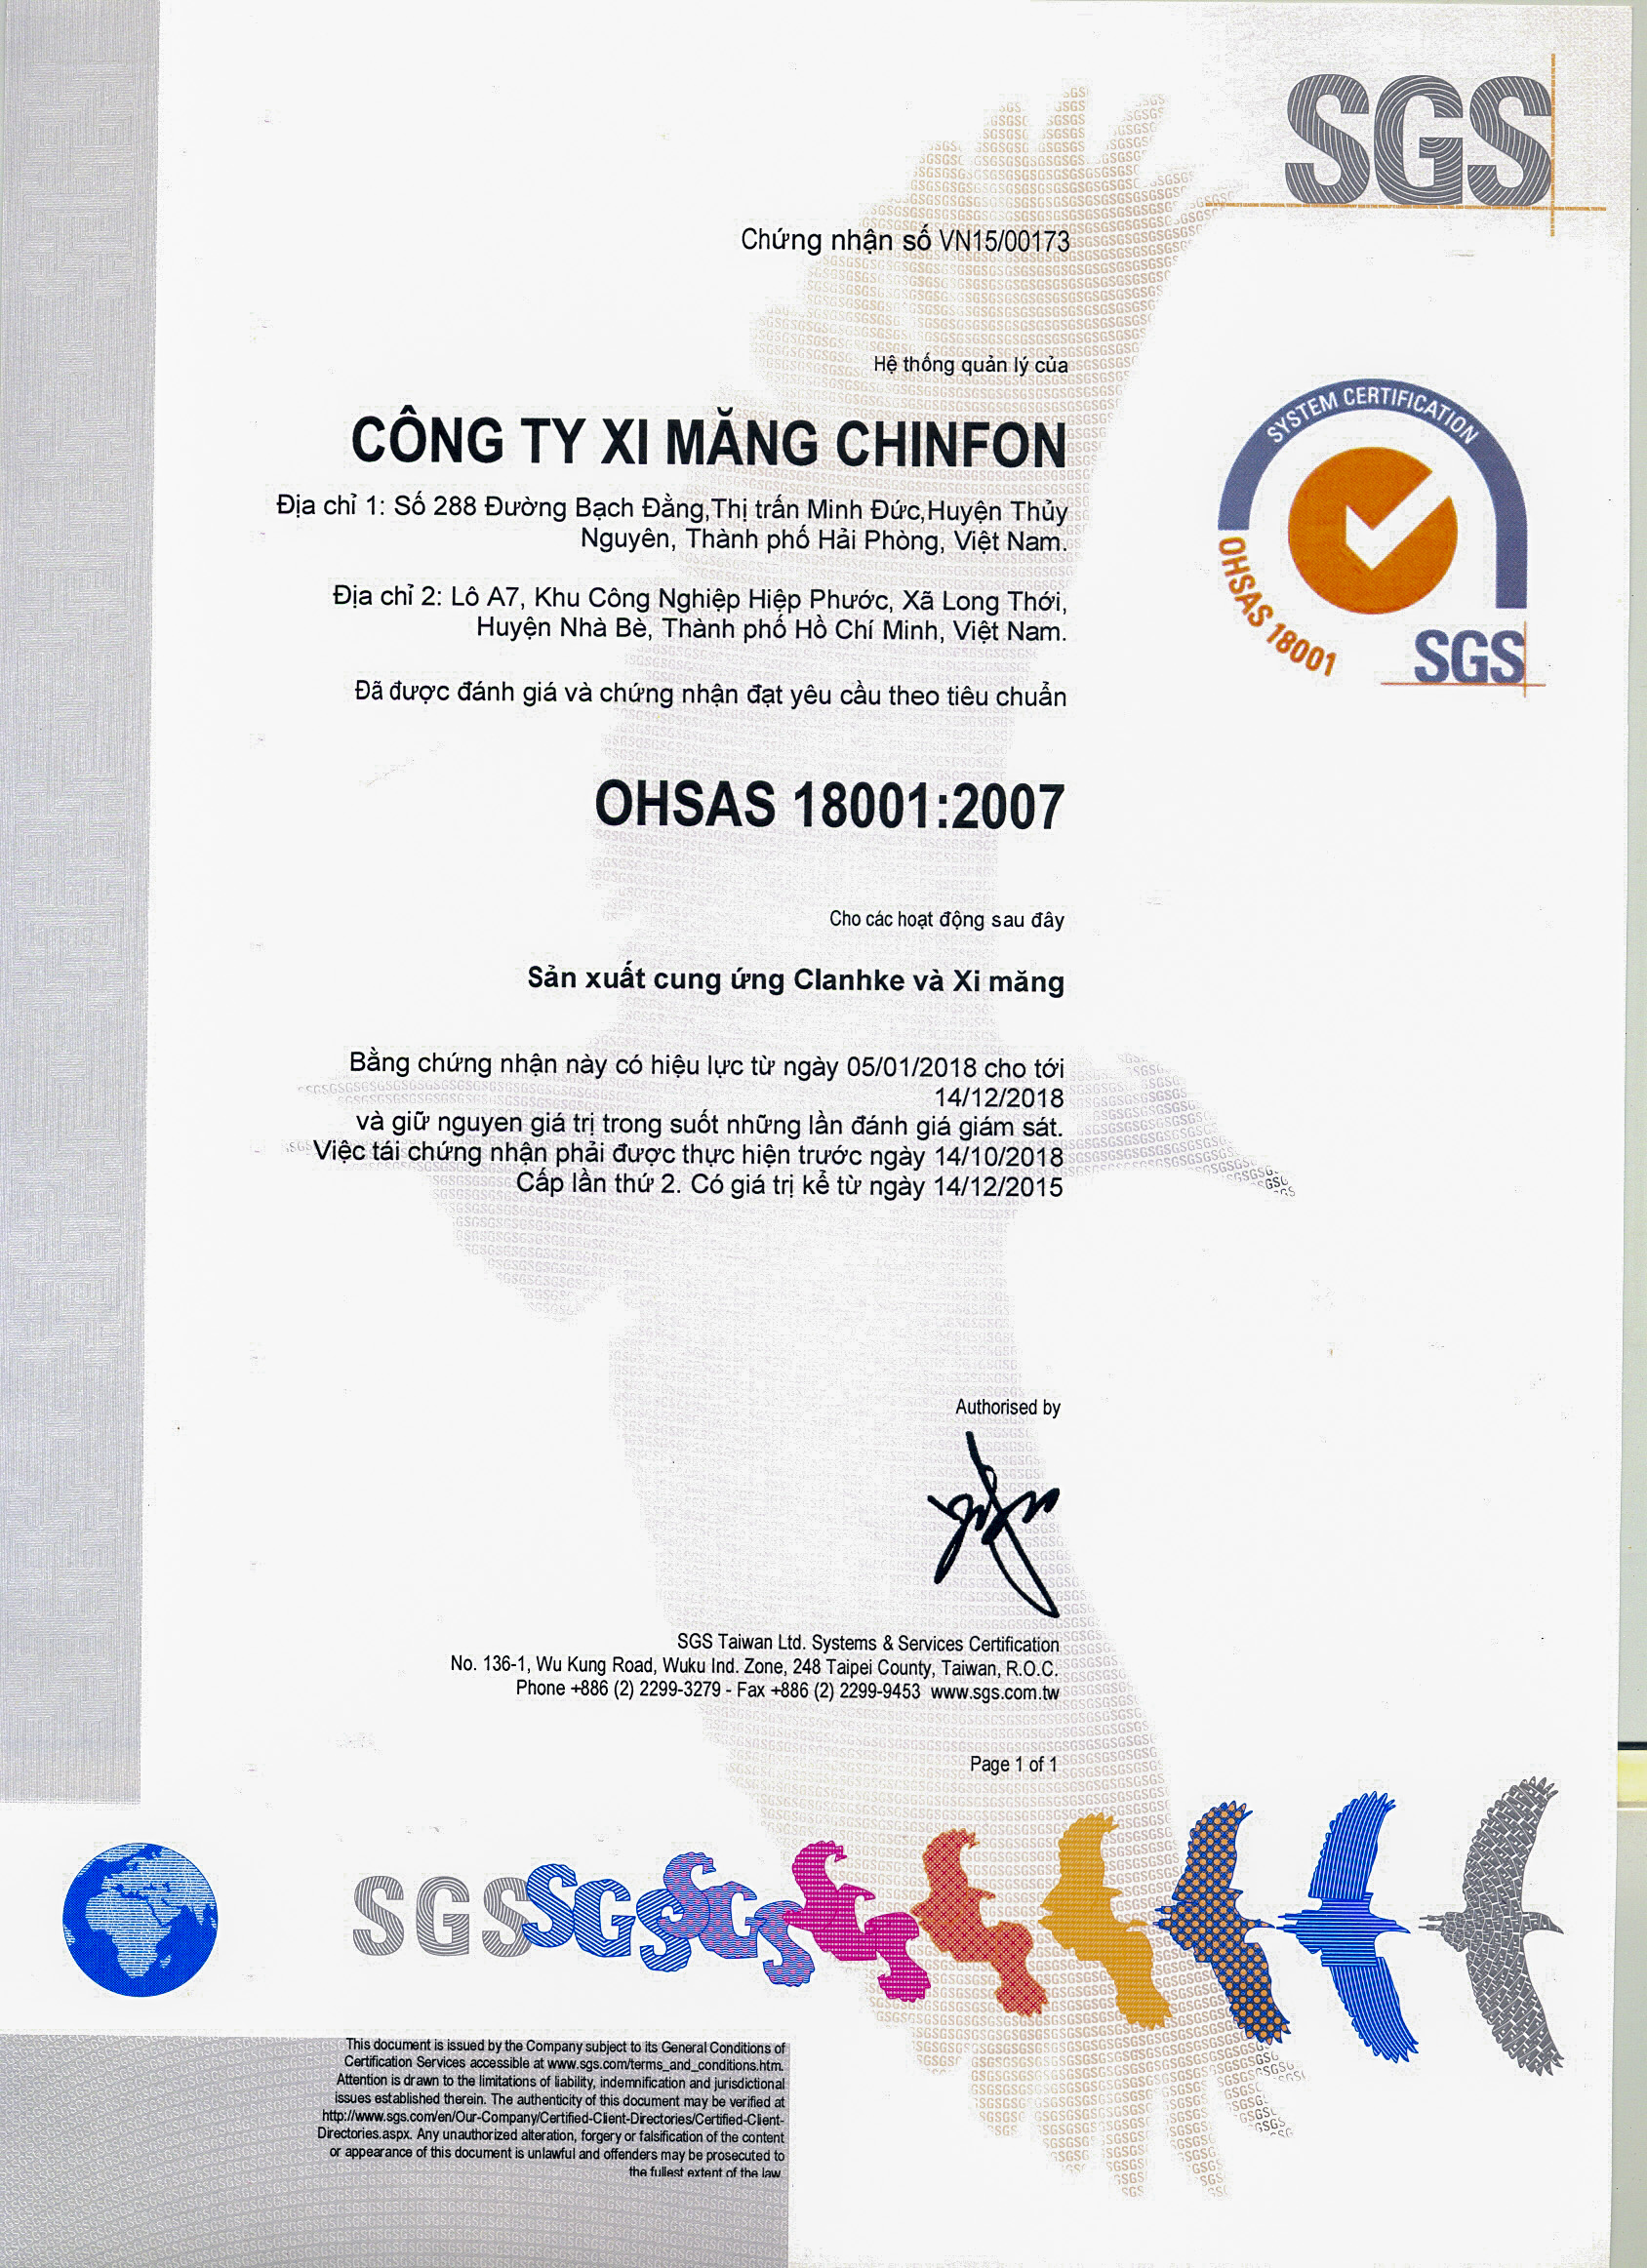 SGS
Chứng nhận số VN15/00173
Hệ thống quản lý của
CÔNG TY XI MĂNG CHINFON
Địa chỉ 1: Số 288 Đường Bạch Đằng,Thị trấn Minh Đức,Huyện Thủy
Nguyên, Thành phố Hải Phòng, Việt Nam.
Địa chỉ 2: Lô A7, Khu Công Nghiệp Hiệp Phước, Xã Long Thới,
Huyện Nhà Bè, Thành phố Hồ Chí Minh, Việt Nam.
SYSTEM CERTIFICATION
OHSAS 18001
SGS
Đã được đánh giá và chứng nhận đạt yêu cầu theo tiêu chuẩn
OHSAS 18001:2007
Cho các hoạt động sau đây
Sản xuất cung ứng Clanhke và Xi măng
Bằng chứng nhận này có hiệu lực từ ngày 05/01/2018 cho tới
14/12/2018
và giữ nguyen giá trị trong suốt những lần đánh giá giám sát.
Việc tái chứng nhận phải được thực hiện trước ngày 14/10/2018
Cấp lần thứ 2. Có giá trị kể từ ngày 14/12/2015
Authorised by
SGS Taiwan Ltd. Systems & Services Certification
No. 136-1, Wu Kung Road, Wuku Ind. Zone, 248 Taipei County, Taiwan, R.O.C.
Phone +886 (2) 2299-3279 - Fax +886 (2) 2299-9453 www.sgs.com.tw
Page 1 of 1
SGS SGS SGS
This document is issued by the Company subject to its General Conditions of
Certification Services accessible at www.sgs.com/terms_and_conditions.htm.
Attention is drawn to the limitations of liability, indemnification and jurisdictional
issues established therein. The authenticity of this document may be verified at
http://www.sgs.com/en/Our-Company/Certified-Client-Directories/Certified-Client-
Directories.aspx. Any unauthorized alteration, forgery or falsification of the content
or appearance of this document is unlawful and offenders may be prosecuted to
the fullest extent of the law.